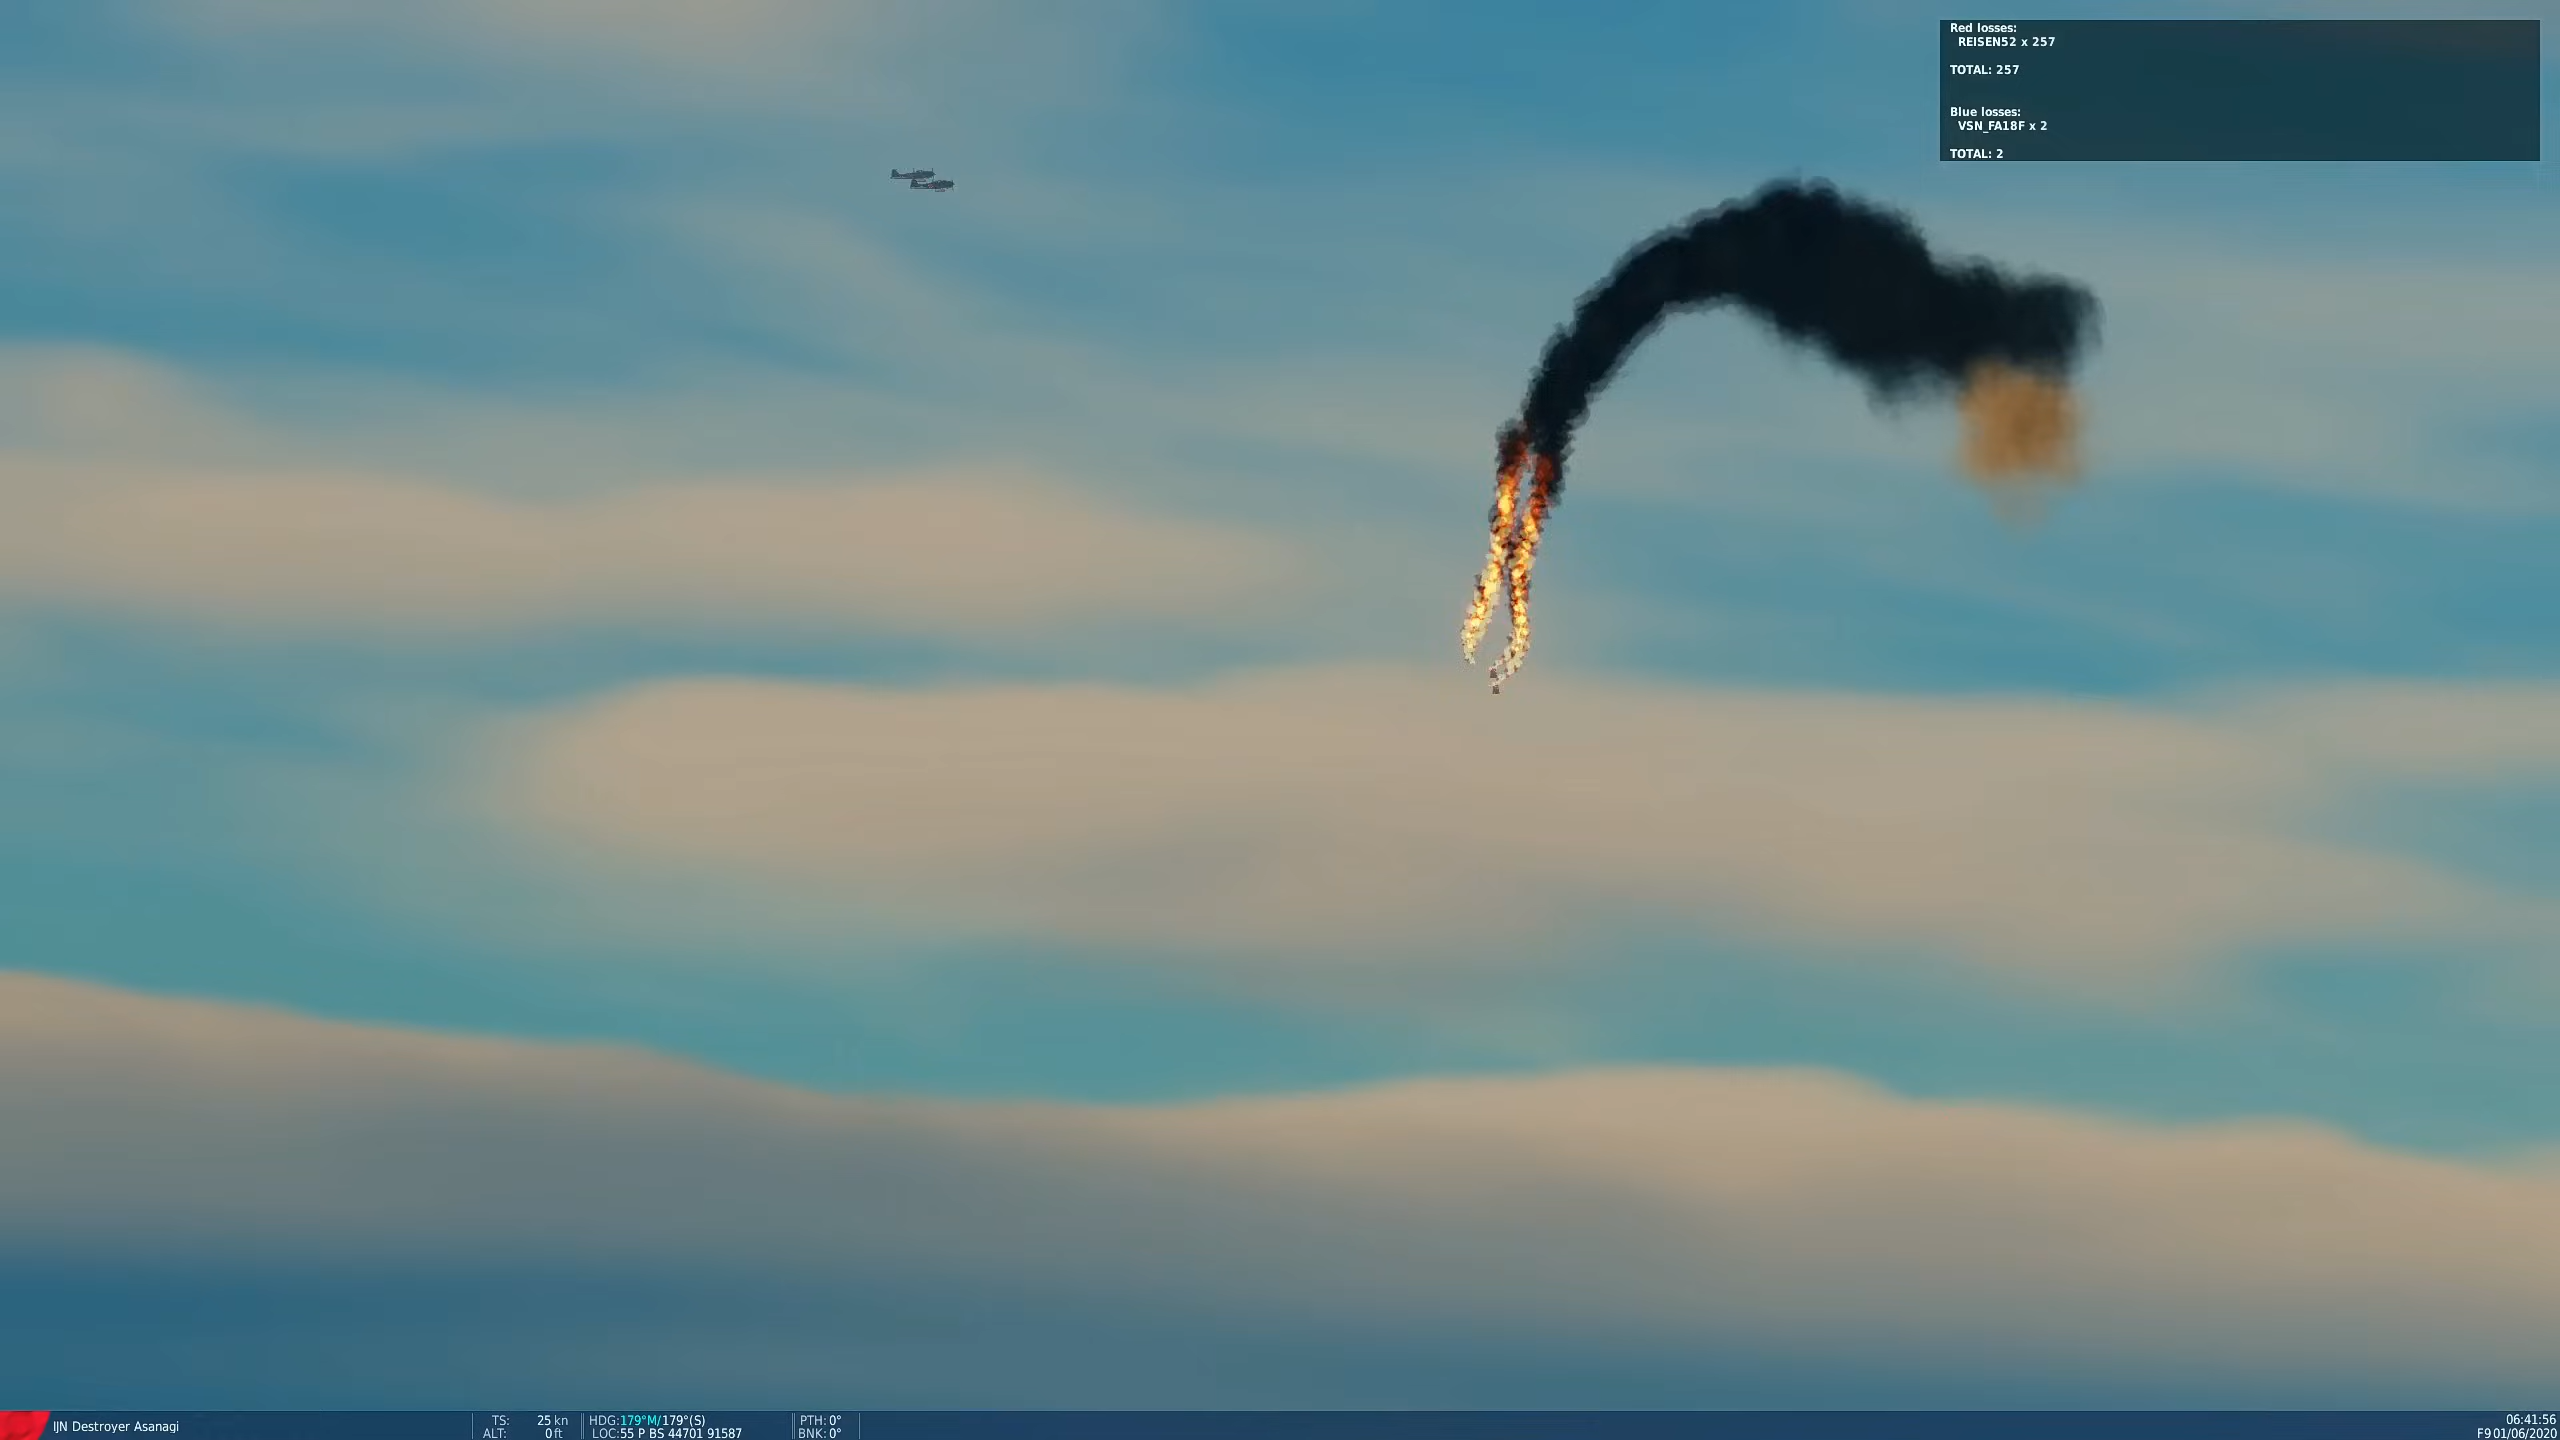 Red losses:
REISEN52 x 257
TOTAL: 257
Blue losses:
VSN_FA18F x 2
TOTAL: 2
IJN Destroyer Asanagi
TS: 25 kn
ALT: 0 ft
HDG:179°M/179°(S)
LOC:55 P BS 44701 91587
PTH: 0°
BNK: 0°
06:41:56
F9 01/06/2020